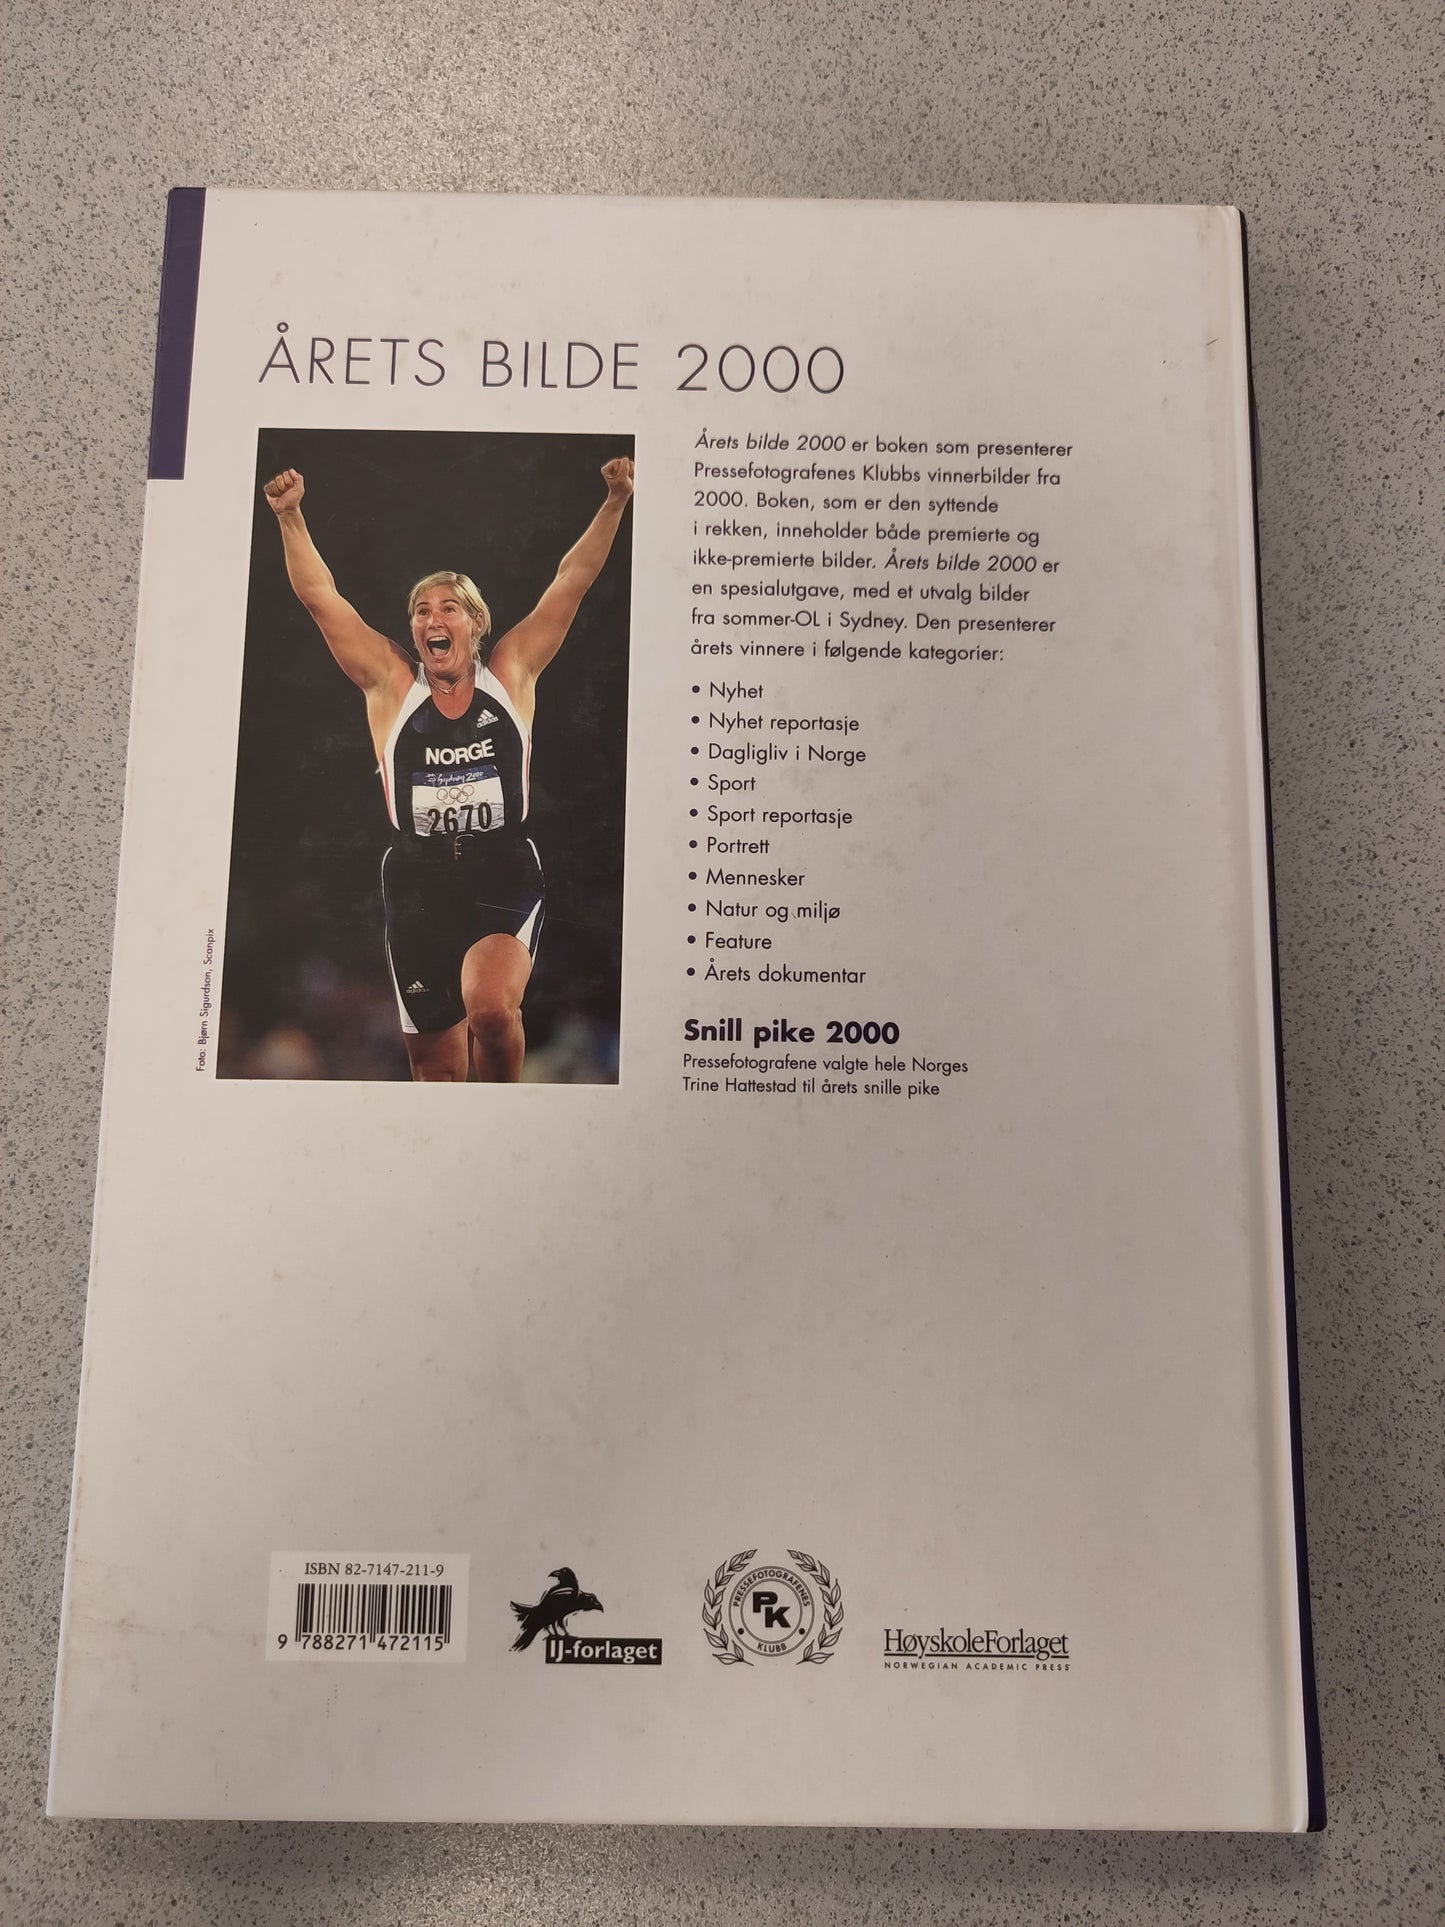 ÅRETS BILDE 2000
Årets bilde 2000 er boken som presenterer
Pressefotografenes Klubbs vinnerbilder fra
2000. Boken, som er den syttende
i rekken, inneholder både premierte og
ikke-premierte bilder. Årets bilde 2000 er
en spesialutgave, med et utvalg bilder
fra sommer-OL i Sydney. Den presenterer
årets vinnere i følgende kategorier:
• Nyhet
• Nyhet reportasje
• Dagligliv i Norge
• Sport
• Sport reportasje
• Portrett
• Mennesker
• Natur og miljø
• Feature
• Årets dokumentar
Snill pike 2000
Pressefotografene valgte hele Norges
Trine Hattestad til årets snille pike
adidas
NORGE
Sydney 2000
2670
adidas
Foto: Bjørn Sigurdson, Scanpix
ISBN 82-7147-211-9
9 788271 472115
IJ-forlaget
PRESSEFOTOGRAFENES
PK
KLUBB
HøyskoleForlaget
NORWEGIAN ACADEMIC PRESS